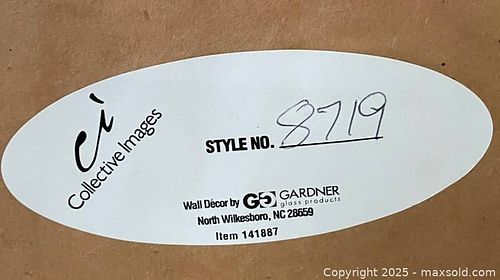 ci
Collective Images
STYLE NO. 8719
Wall Décor by GG GARDNER
glass products
North Wilkesboro, NC 28659
Item 141887
Copyright 2025 - maxsold.com